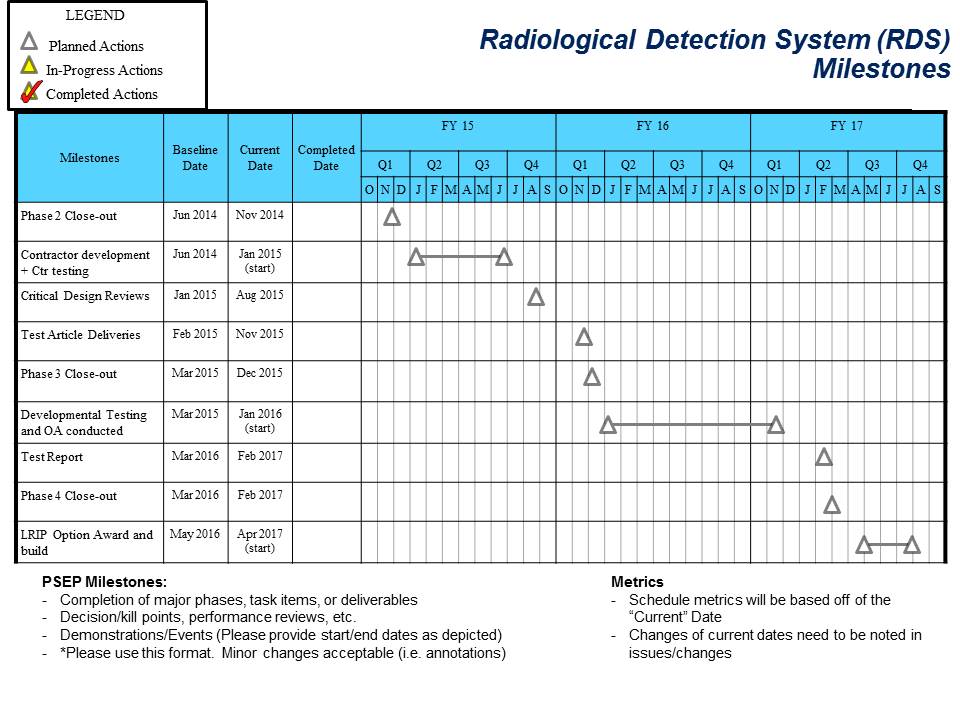 LEGEND
Planned Actions
In-Progress Actions
Completed Actions
Radiological Detection System (RDS)
Milestones
Milestones
Baseline
Date
Current
Date
Completed
Date
FY 15 FY 16 FY 17
Q1 Q2 Q3 Q4 Q1 Q2 Q3 Q4 Q1 Q2 Q3 Q4
O N D J F M A M J J A S O N D J F M A M J J A S O N D J F M A M J J A S
Phase 2 Close-out Jun 2014 Nov 2014
Contractor development Jun 2014 Jan 2015
+ Ctr testing (start)
Critical Design Reviews Jan 2015 Aug 2015
Test Article Deliveries Feb 2015 Nov 2015
Phase 3 Close-out Mar 2015 Dec 2015
Developmental Testing Mar 2015 Jan 2016
and OA conducted (start)
Test Report Mar 2016 Feb 2017
Phase 4 Close-out Mar 2016 Feb 2017
LRIP Option Award and May 2016 Apr 2017
build (start)
PSEP Milestones:
- Completion of major phases, task items, or deliverables
- Decision/kill points, performance reviews, etc.
- Demonstrations/Events (Please provide start/end dates as depicted)
- *Please use this format. Minor changes acceptable (i.e. annotations)
Metrics
- Schedule metrics will be based off of the
“Current” Date
- Changes of current dates need to be noted in
issues/changes